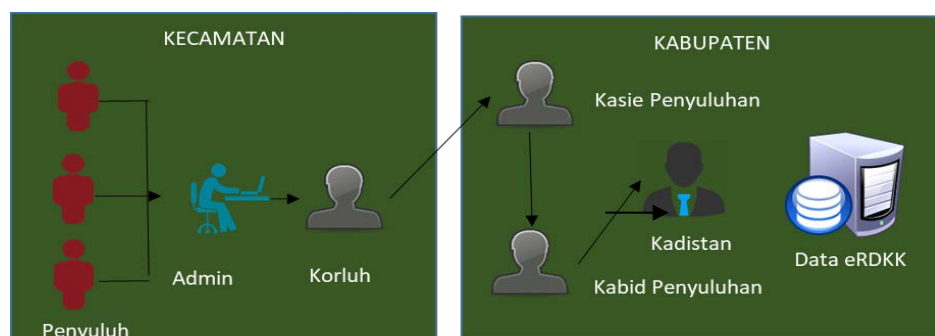 KECAMATAN
Admin
Korluh
Penyuluh
KABUPATEN
Kasie Penyuluhan
Kadistan
Kabid Penyuluhan
Data eRDKK